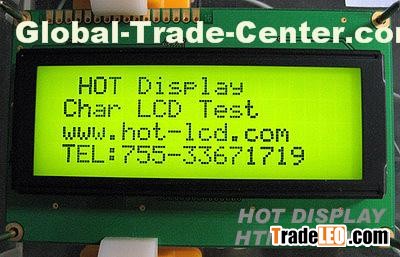 Global-Trade-Center.co
HOT Display
Char LCD Test
www.hot-lcd.com
TEL:755-33671719
HOT DISPLAY
TradeLEO.com